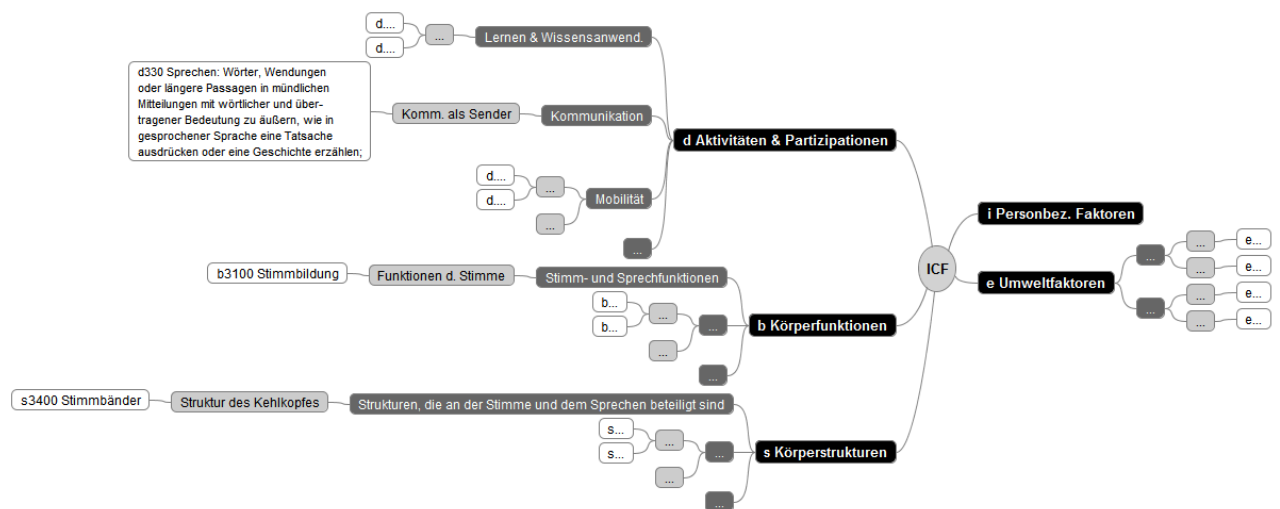 d....
d....
...
Lernen & Wissensanwend.
d330 Sprechen: Wörter, Wendungen
oder längere Passagen in mündlichen
Mitteilungen mit wörtlicher und über-
tragener Bedeutung zu äußern, wie in
gesprochener Sprache eine Tatsache
ausdrücken oder eine Geschichte erzählen;
Komm. als Sender
Kommunikation
d Aktivitäten & Partizipationen
d....
d....
...
...
Mobilität
...
i Personbez. Faktoren
ICF
e Umweltfaktoren
...
...
...
e...
e...
...
...
...
e...
e...
b3100 Stimmbildung
Funktionen d. Stimme
Stimm- und Sprechfunktionen
b...
b...
...
...
...
...
b Körperfunktionen
s3400 Stimmbänder
Struktur des Kehlkopfes
Strukturen, die an der Stimme und dem Sprechen beteiligt sind
s...
s...
...
...
...
...
s Körperstrukturen